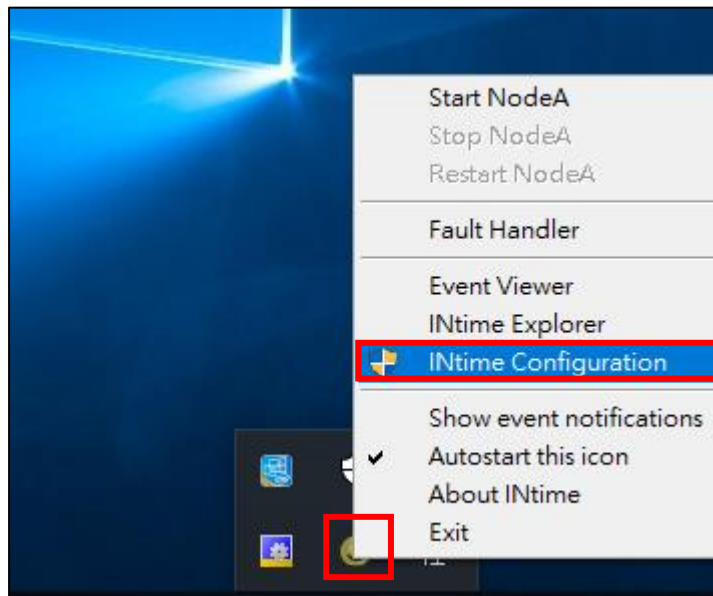 Start NodeA
Stop NodeA
Restart NodeA
Fault Handler
Event Viewer
INtime Explorer
INtime Configuration
Show event notifications
Autostart this icon
About INtime
Exit